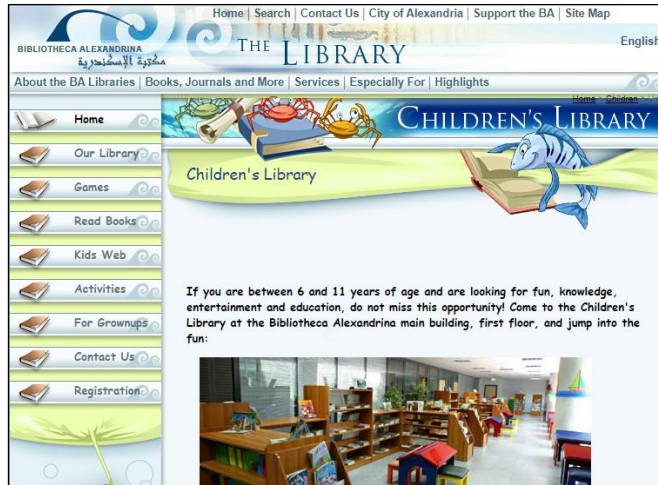 Home | Search | Contact Us | City of Alexandria | Support the BA | Site Map
BIBLIOTHECA ALEXANDRINA
مكتبة الإسكندرية
THE LIBRARY
English
About the BA Libraries | Books, Journals and More | Services | Especially For | Highlights
Home Children
CHILDREN'S LIBRARY
Children's Library
Home
Our Library
Games
Read Books
Kids Web
Activities
For Grownups
Contact Us
Registration
If you are between 6 and 11 years of age and are looking for fun, knowledge,
entertainment and education, do not miss this opportunity! Come to the Children's
Library at the Bibliotheca Alexandrina main building, first floor, and jump into the
fun: